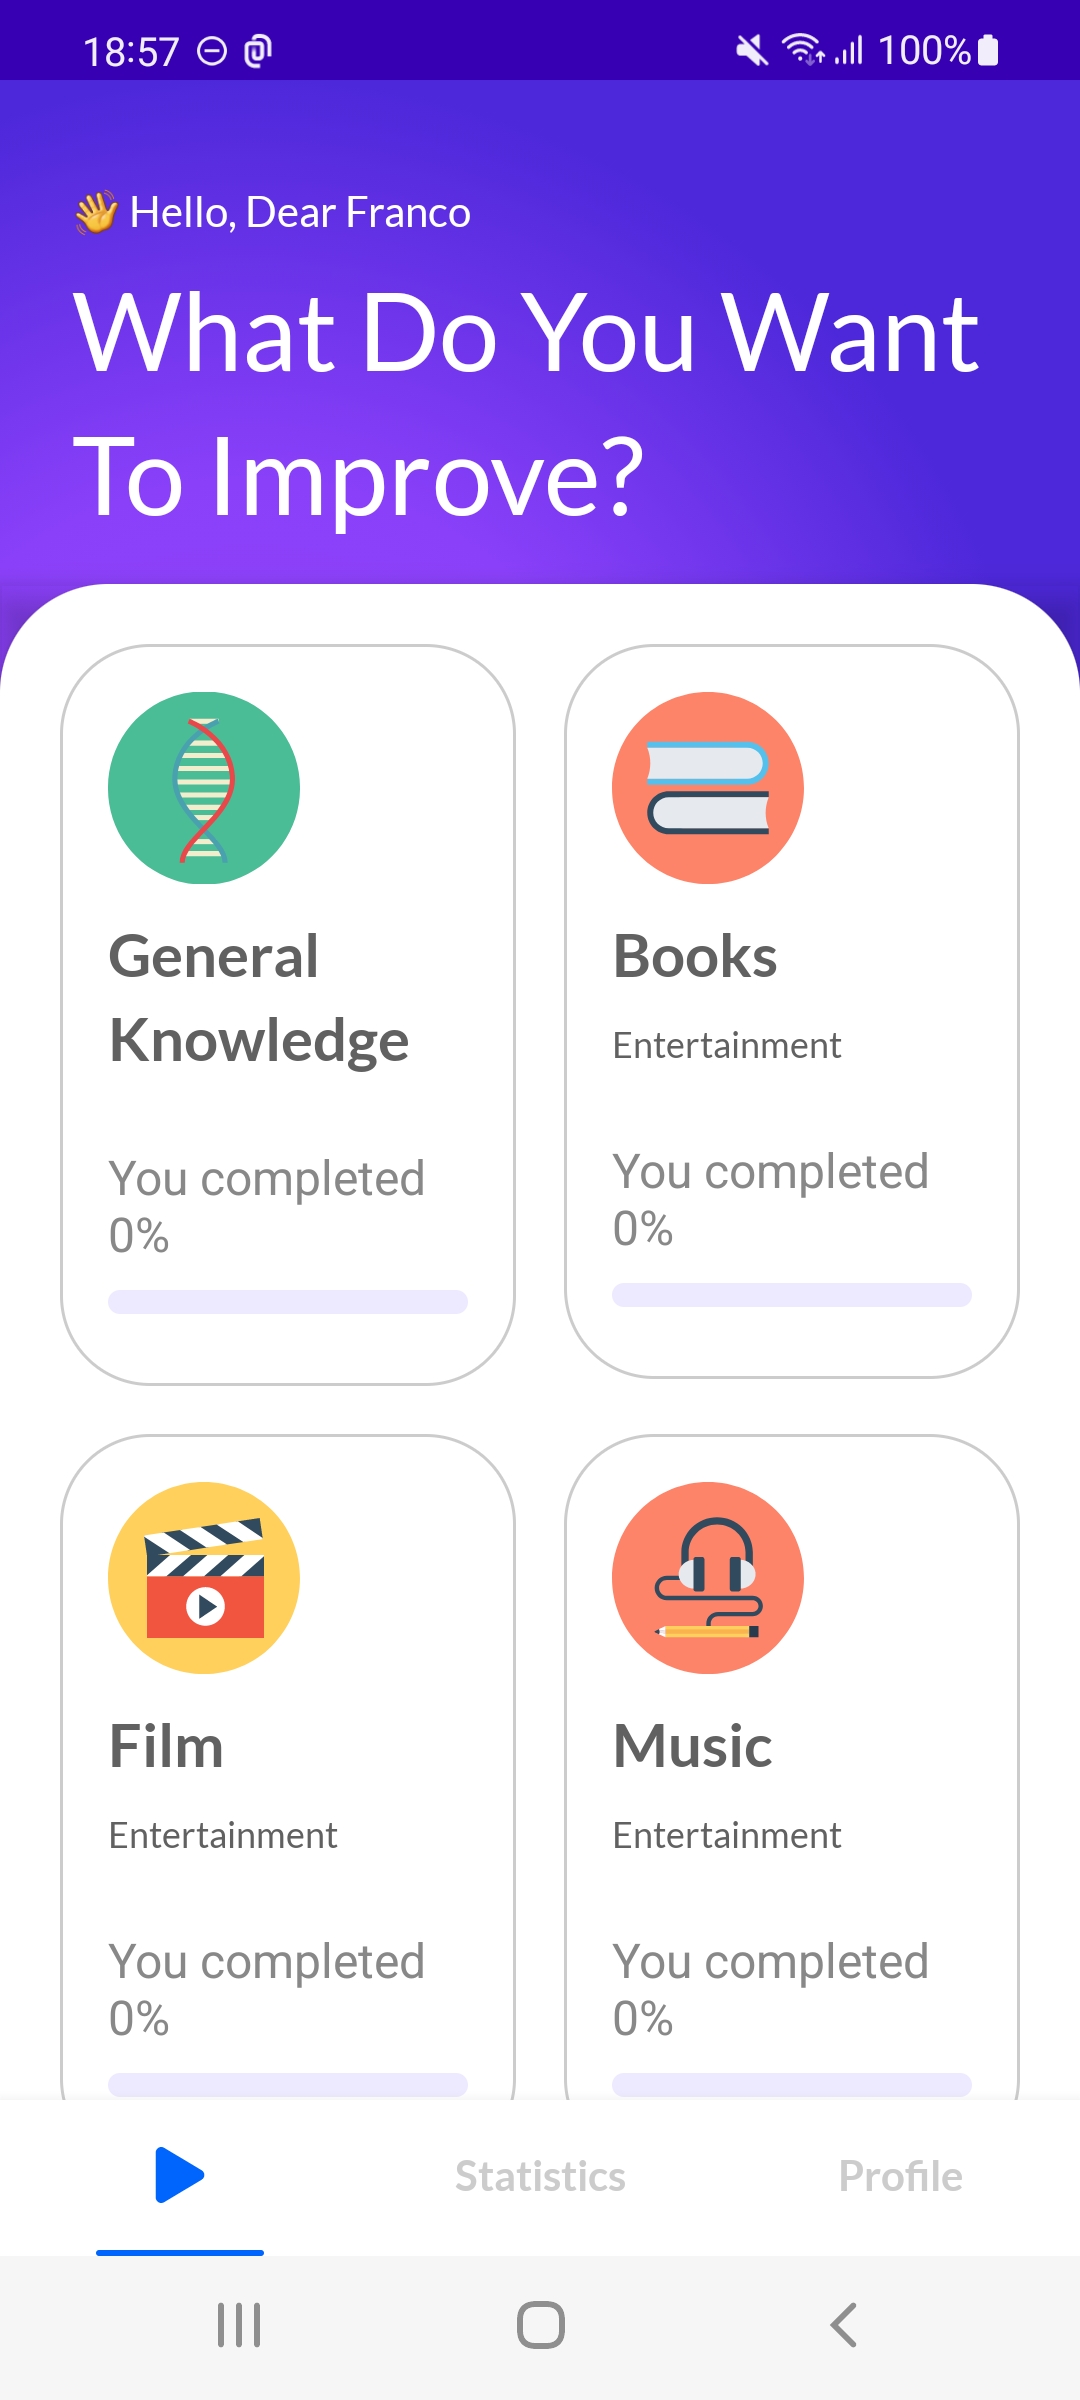 18:57 100%
👋 Hello, Dear Franco
What Do You Want
To Improve?
General
Knowledge
You completed
0%
Books
Entertainment
You completed
0%
Film
Entertainment
You completed
0%
Music
Entertainment
You completed
0%
Statistics
Profile